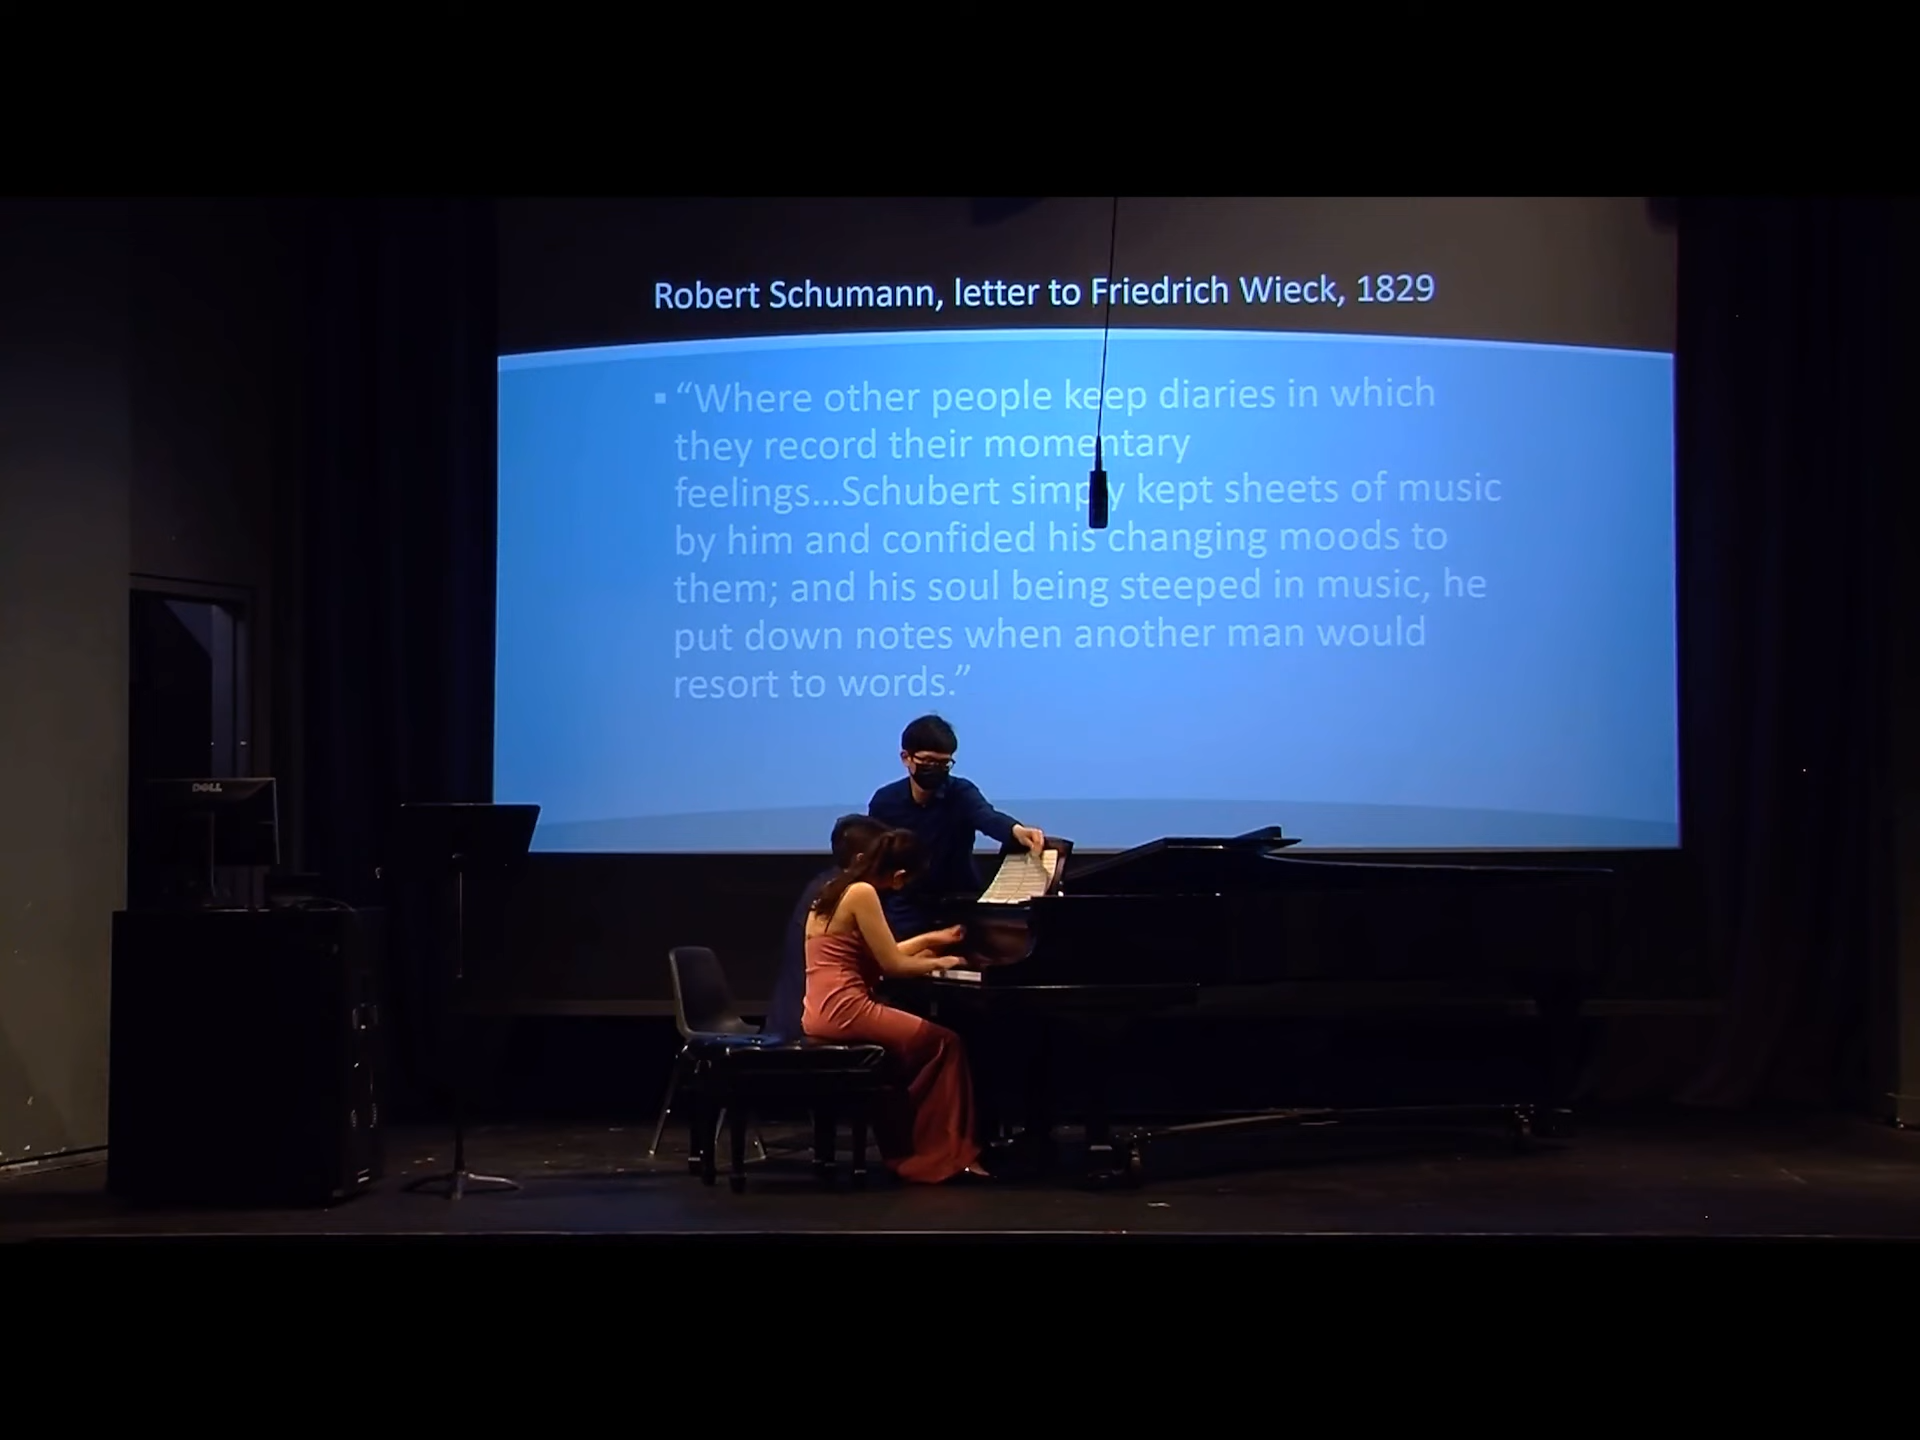 Robert Schumann, letter to Friedrich Wieck, 1829
▪ “Where other people keep diaries in which
they record their momentary
feelings...Schubert simply kept sheets of music
by him and confided his changing moods to
them; and his soul being steeped in music, he
put down notes when another man would
resort to words.”
DELL